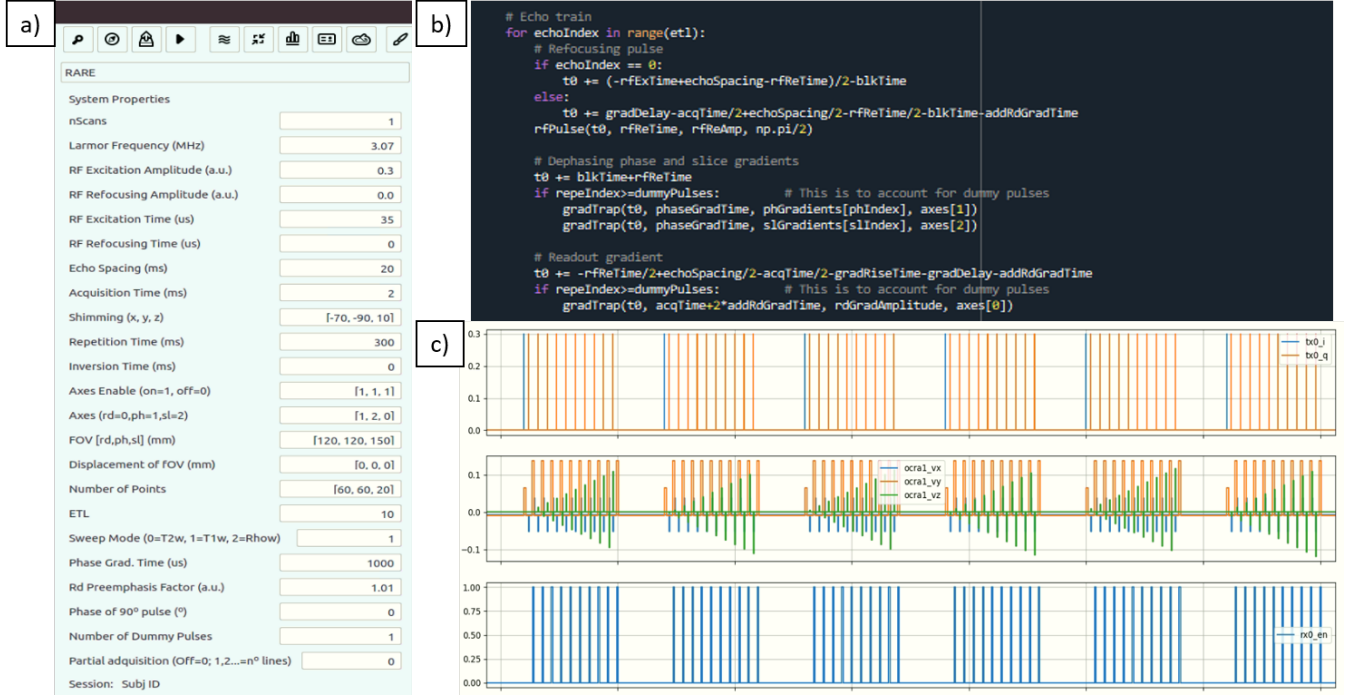 a)
RARE
System Properties
nScans 1
Larmor Frequency (MHz) 3.07
RF Excitation Amplitude (a.u.) 0.3
RF Refocusing Amplitude (a.u.) 0.0
RF Excitation Time (us) 35
RF Refocusing Time (us) 0
Echo Spacing (ms) 20
Acquisition Time (ms) 2
Shimming (x, y, z) [-70, -90, 10]
Repetition Time (ms) 300
Inversion Time (ms) 0
Axes Enable (on=1, off=0) [1, 1, 1]
Axes (rd=0,ph=1,sl=2) [1, 2, 0]
FOV [rd,ph,sl] (mm) [120, 120, 150]
Displacement of fOV (mm) [0, 0, 0]
Number of Points [60, 60, 20]
ETL 10
Sweep Mode (0=T2w, 1=T1w, 2=Rhow) 1
Phase Grad. Time (us) 1000
Rd Preemphasis Factor (a.u.) 1.01
Phase of 90º pulse (º) 0
Number of Dummy Pulses 1
Partial adquisition (Off=0; 1,2...=nº lines) 0
Session: Subj ID
b)
# Echo train
for echoIndex in range(etl):
# Refocusing pulse
if echoIndex == 0:
t0 += (-rfExTime+echoSpacing-rfReTime)/2-blkTime
else:
t0 += gradDelay-acqTime/2+echoSpacing/2-rfReTime/2-blkTime-addRdGradTime
rfPulse(t0, rfReTime, rfReAmp, np.pi/2)
# Dephasing phase and slice gradients
t0 += blkTime+rfReTime
if repeIndex>=dummyPulses: # This is to account for dummy pulses
gradTrap(t0, phaseGradTime, phGradients[phIndex], axes[1])
gradTrap(t0, phaseGradTime, slGradients[slIndex], axes[2])
# Readout gradient
t0 += -rfReTime/2+echoSpacing/2-acqTime/2-gradRiseTime-gradDelay-addRdGradTime
if repeIndex>=dummyPulses: # This is to account for dummy pulses
gradTrap(t0, acqTime+2*addRdGradTime, rdGradAmplitude, axes[0])
c)
0.3
0.2
0.1
0.0
tx0_i
tx0_q
0.1
0.0
−0.1
ocra1_vx
ocra1_vy
ocra1_vz
1.00
0.75
0.50
0.25
0.00
rx0_en